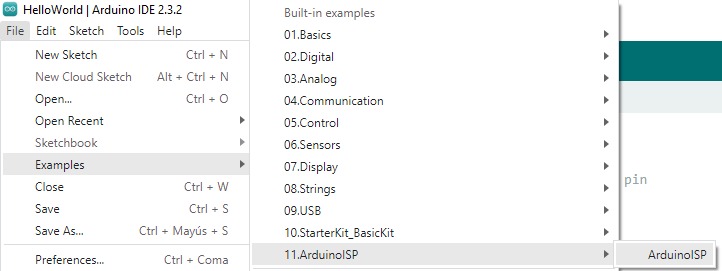 HelloWorld | Arduino IDE 2.3.2
File Edit Sketch Tools Help
New Sketch Ctrl + N
New Cloud Sketch Alt + Ctrl + N
Open... Ctrl + O
Open Recent
Sketchbook
Examples
Close Ctrl + W
Save Ctrl + S
Save As... Ctrl + Mayús + S
Preferences... Ctrl + Coma
Built-in examples
01.Basics
02.Digital
03.Analog
04.Communication
05.Control
06.Sensors
07.Display
08.Strings
09.USB
10.StarterKit_BasicKit
11.ArduinoISP
ArduinoISP
pin